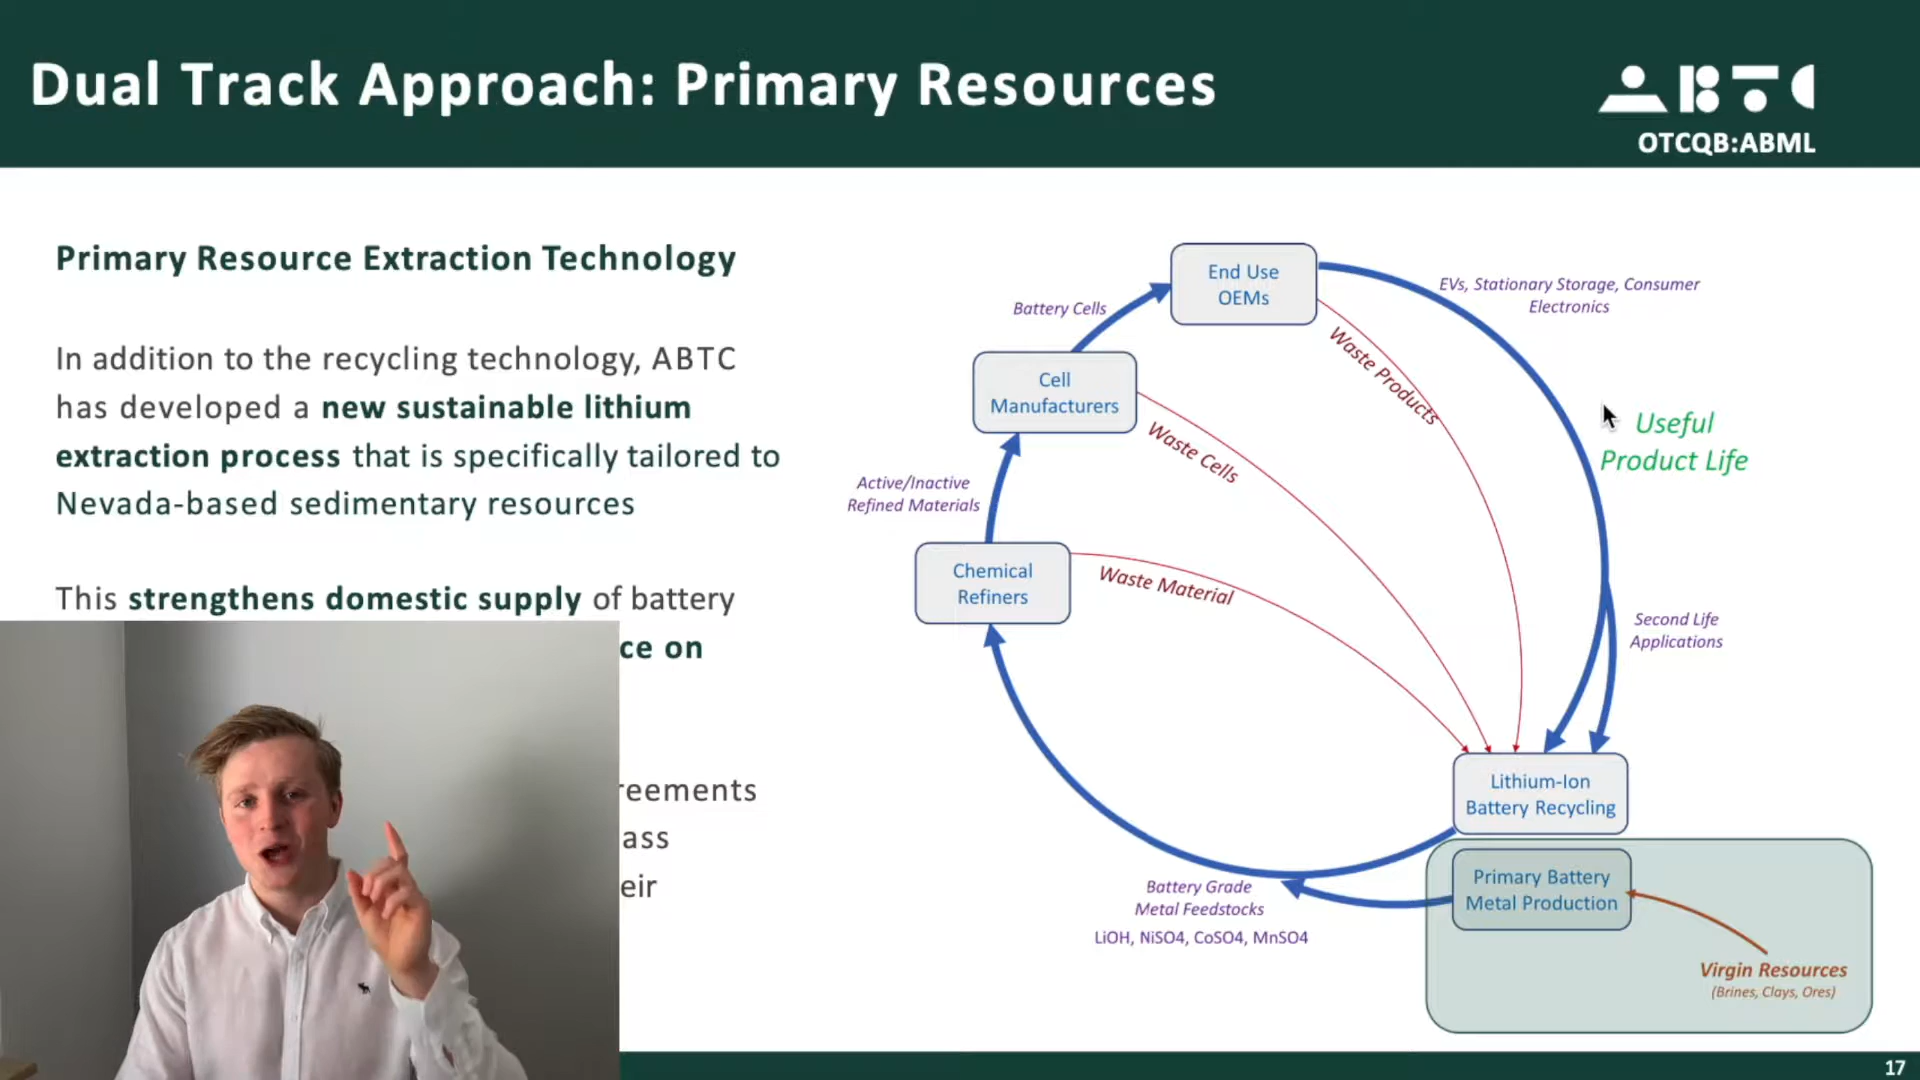 Dual Track Approach: Primary Resources
ABTC
OTCQB:ABML
Primary Resource Extraction Technology
In addition to the recycling technology, ABTC
has developed a new sustainable lithium
extraction process that is specifically tailored to
Nevada-based sedimentary resources
This strengthens domestic supply of battery
ce on
reements
ass
eir
End Use
OEMs
Battery Cells
EVs, Stationary Storage, Consumer
Electronics
Waste Products
Cell
Manufacturers
Waste Cells
Useful
Product Life
Active/Inactive
Refined Materials
Chemical
Refiners
Waste Material
Second Life
Applications
Lithium-Ion
Battery Recycling
Primary Battery
Metal Production
Battery Grade
Metal Feedstocks
LiOH, NiSO4, CoSO4, MnSO4
Virgin Resources
(Brines, Clays, Ores)
17